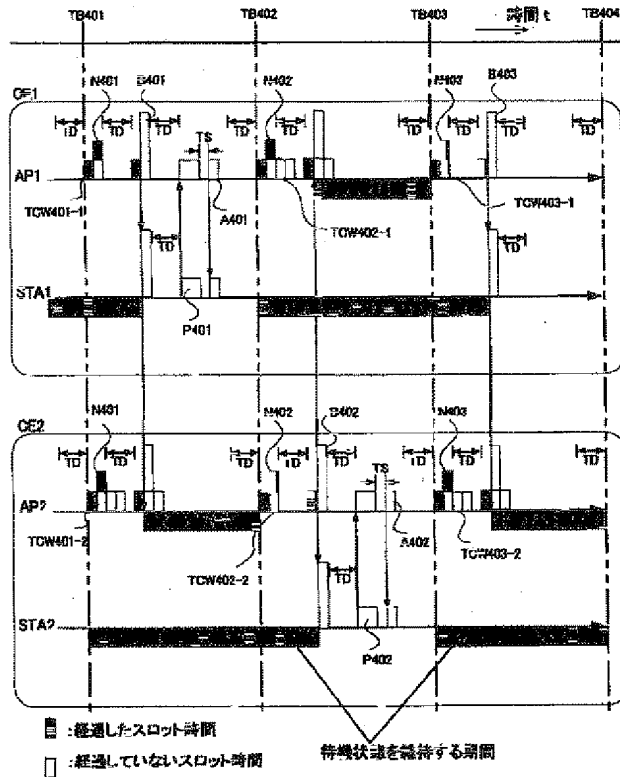 TB401 TB402 TB403 TB404
時間 t
N401 B401 N402 N403 B403
CE1
TD TD TD TD TD TD TD
TS
AP1
TCW401-1 A401 TCW402-1 TCW403-1
TD TD
STA1
P401
CE2
N401 N402 B402 N403
TD TD TD TD TD TD TD TD
TS
AP2
TCW401-2 TCW402-2 A402 TCW403-2
TD
STA2
P402
:経過したスロット時間
:経過していないスロット時間
待機状態を維持する期間